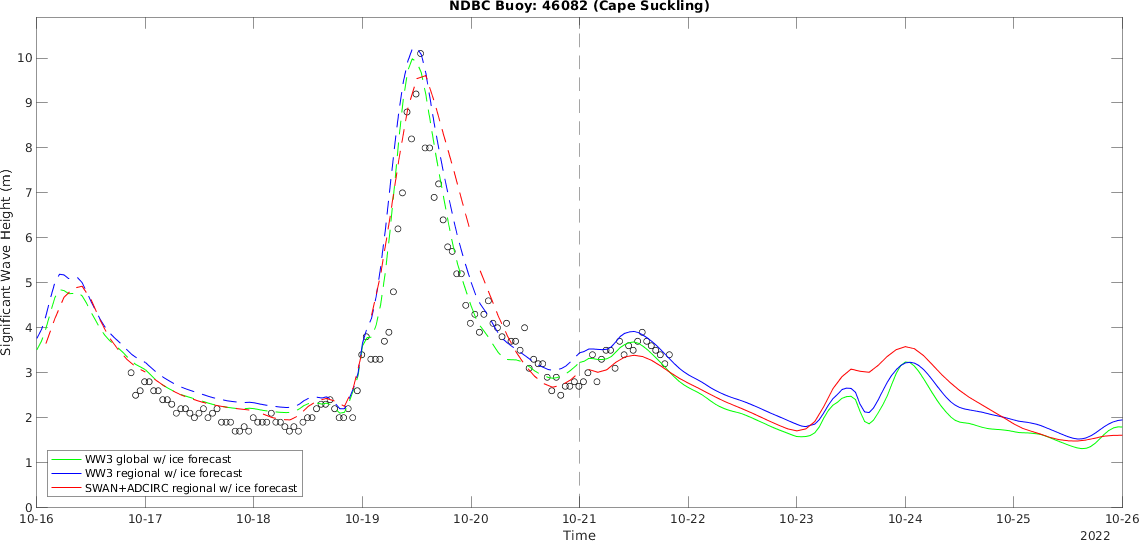 NDBC Buoy: 46082 (Cape Suckling)
Significant Wave Height (m)
10
9
8
7
6
5
4
3
2
1
0
WW3 global w/ ice forecast
WW3 regional w/ ice forecast
SWAN+ADCIRC regional w/ ice forecast
10-16 10-17 10-18 10-19 10-20 10-21 10-22 10-23 10-24 10-25 10-26
Time
2022